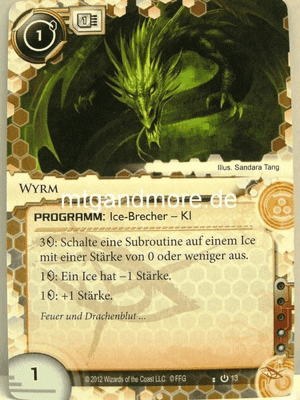 1
1
Illus. Sandara Tang
WYRM
mtoandmore.de
PROGRAMM: Ice-Brecher – KI
3: Schalte eine Subroutine auf einem Ice
mit einer Stärke von 0 oder weniger aus.
1: Ein Ice hat −1 Stärke.
1: +1 Stärke.
Feuer und Drachenblut ...
1
© 2012 Wizards of the Coast LLC. © FFG
13